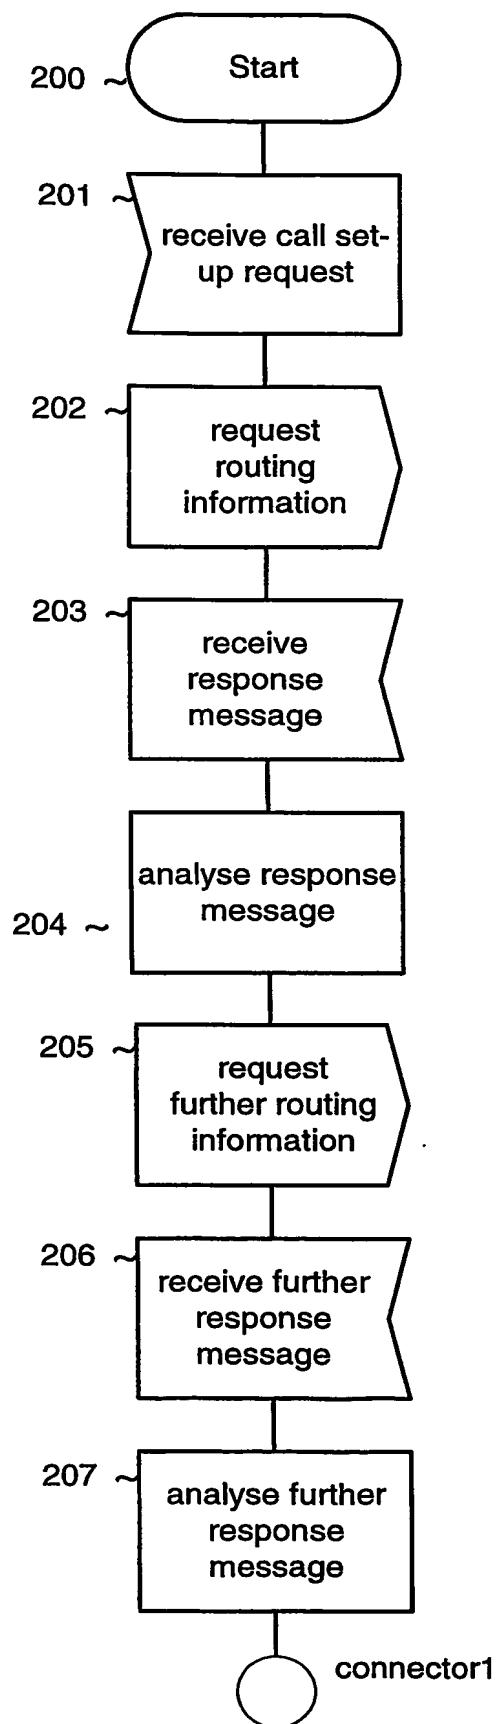 200 ~ Start
201 ~
receive call set-
up request
202 ~
request
routing
information
203 ~
receive
response
message
analyse response
message
204 ~
205 ~
request
further routing
information
206 ~
receive further
response
message
207 ~
analyse further
response
message
connector1